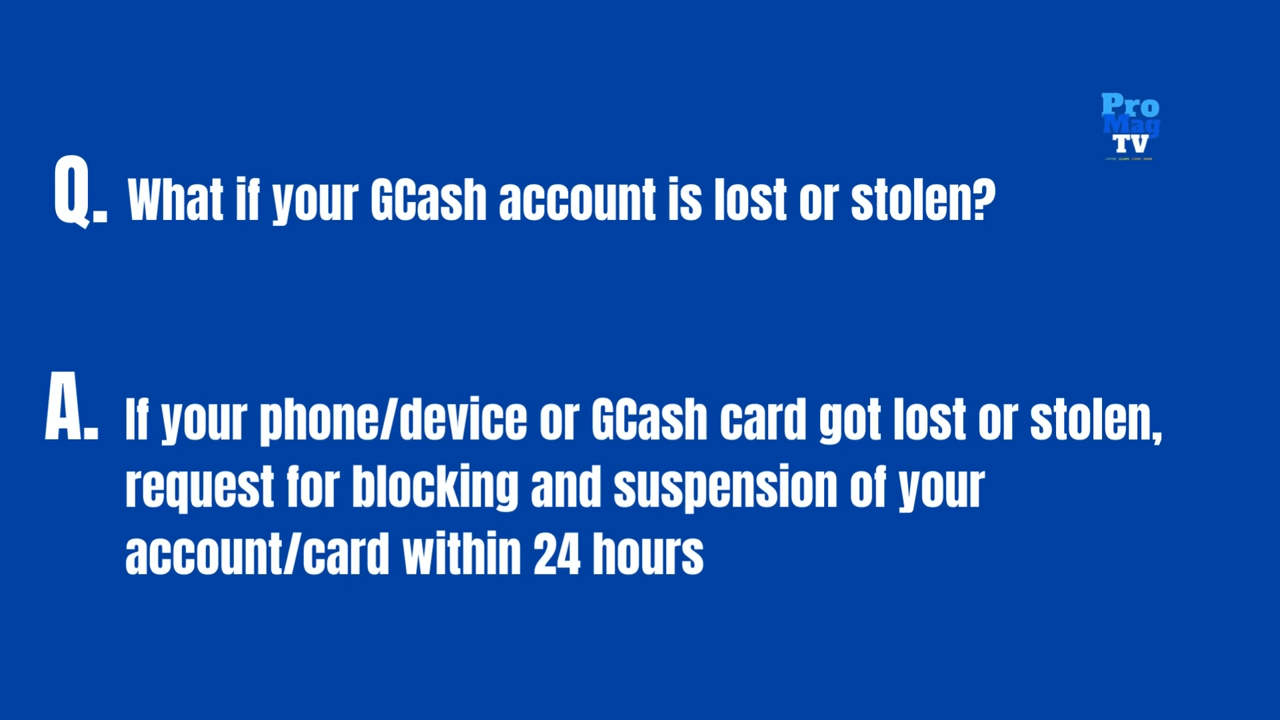 Pro
Mag
TV
Q. What if your GCash account is lost or stolen?
A. If your phone/device or GCash card got lost or stolen,
request for blocking and suspension of your
account/card within 24 hours